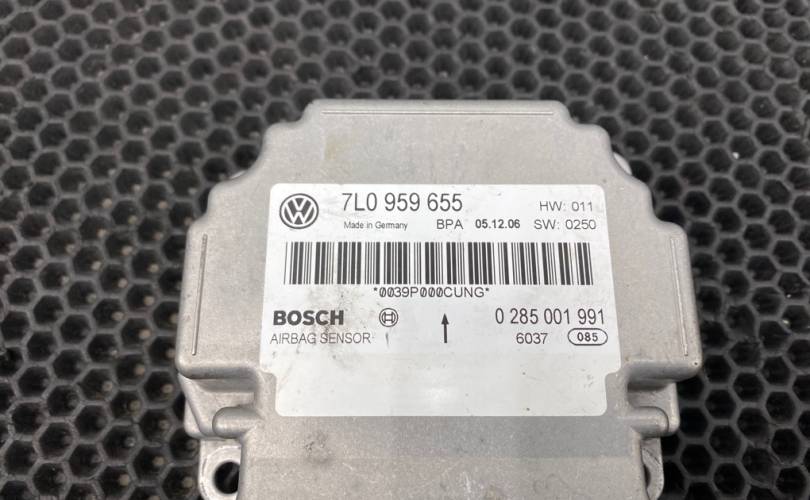 7L0 959 655 HW: 011
Made in Germany BPA 05.12.06 SW: 0250
*0039P000CUNG*
BOSCH 0 285 001 991
AIRBAG SENSOR 6037 085